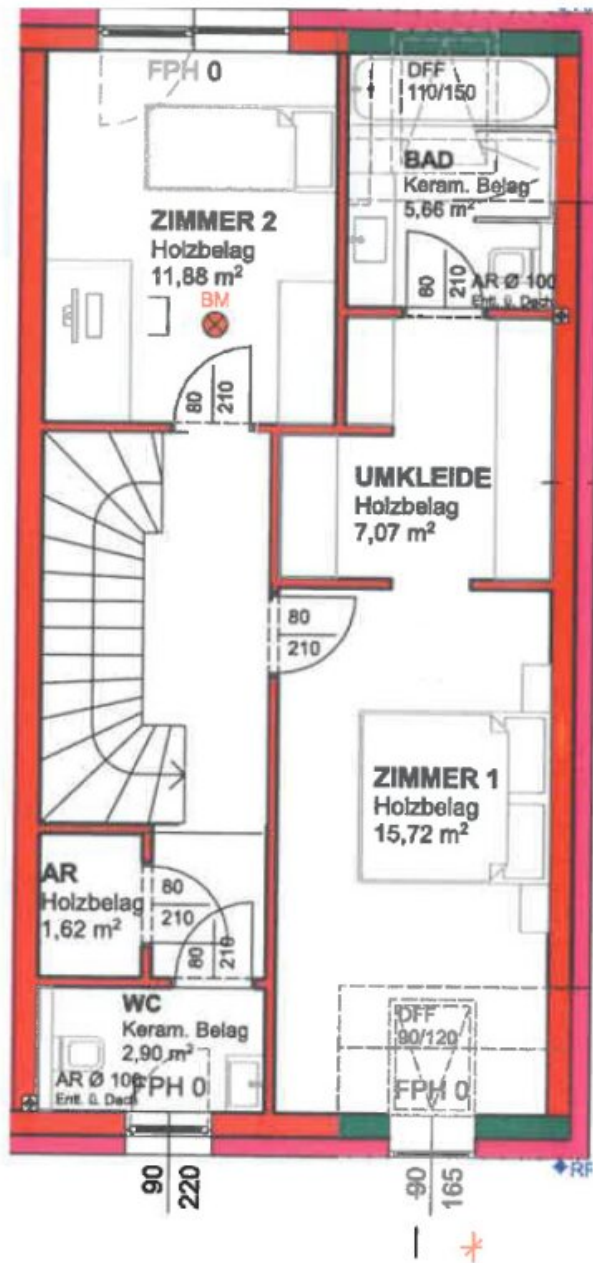 FPH 0
DFF
110/150
BAD
Keram. Belag
5,66 m²
ZIMMER 2
Holzbelag
11,88 m²
BM
80
210
AR Ø 100
Entl. ü. Dach
80
210
UMKLEIDE
Holzbelag
7,07 m²
80
210
ZIMMER 1
Holzbelag
15,72 m²
AR
Holzbelag
1,62 m²
80
210
80
210
WC
Keram. Belag
2,90 m²
AR Ø 100
Entl. ü. Dach
FPH 0
DFF
90/120
FPH 0
90
220
90
165